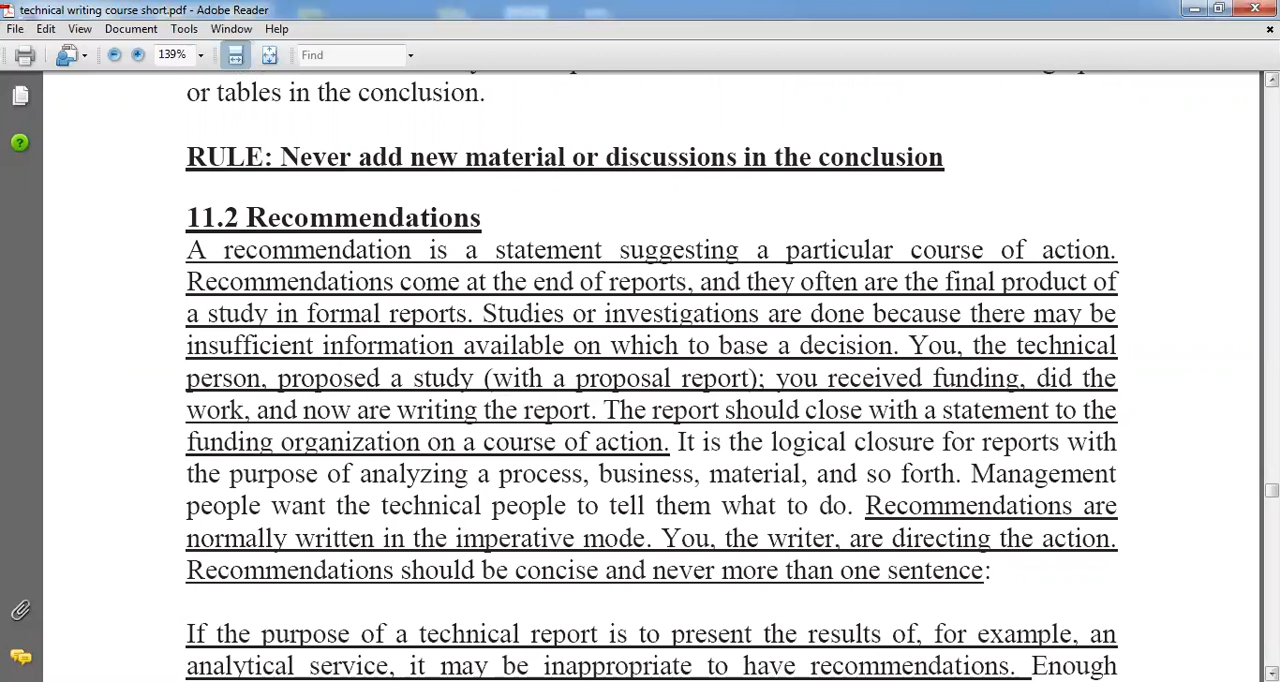 technical writing course short.pdf - Adobe Reader
File Edit View Document Tools Window Help
139% Find
or tables in the conclusion.
RULE: Never add new material or discussions in the conclusion
11.2 Recommendations
A recommendation is a statement suggesting a particular course of action.
Recommendations come at the end of reports, and they often are the final product of
a study in formal reports. Studies or investigations are done because there may be
insufficient information available on which to base a decision. You, the technical
person, proposed a study (with a proposal report); you received funding, did the
work, and now are writing the report. The report should close with a statement to the
funding organization on a course of action. It is the logical closure for reports with
the purpose of analyzing a process, business, material, and so forth. Management
people want the technical people to tell them what to do. Recommendations are
normally written in the imperative mode. You, the writer, are directing the action.
Recommendations should be concise and never more than one sentence:
If the purpose of a technical report is to present the results of, for example, an
analytical service, it may be inappropriate to have recommendations. Enough